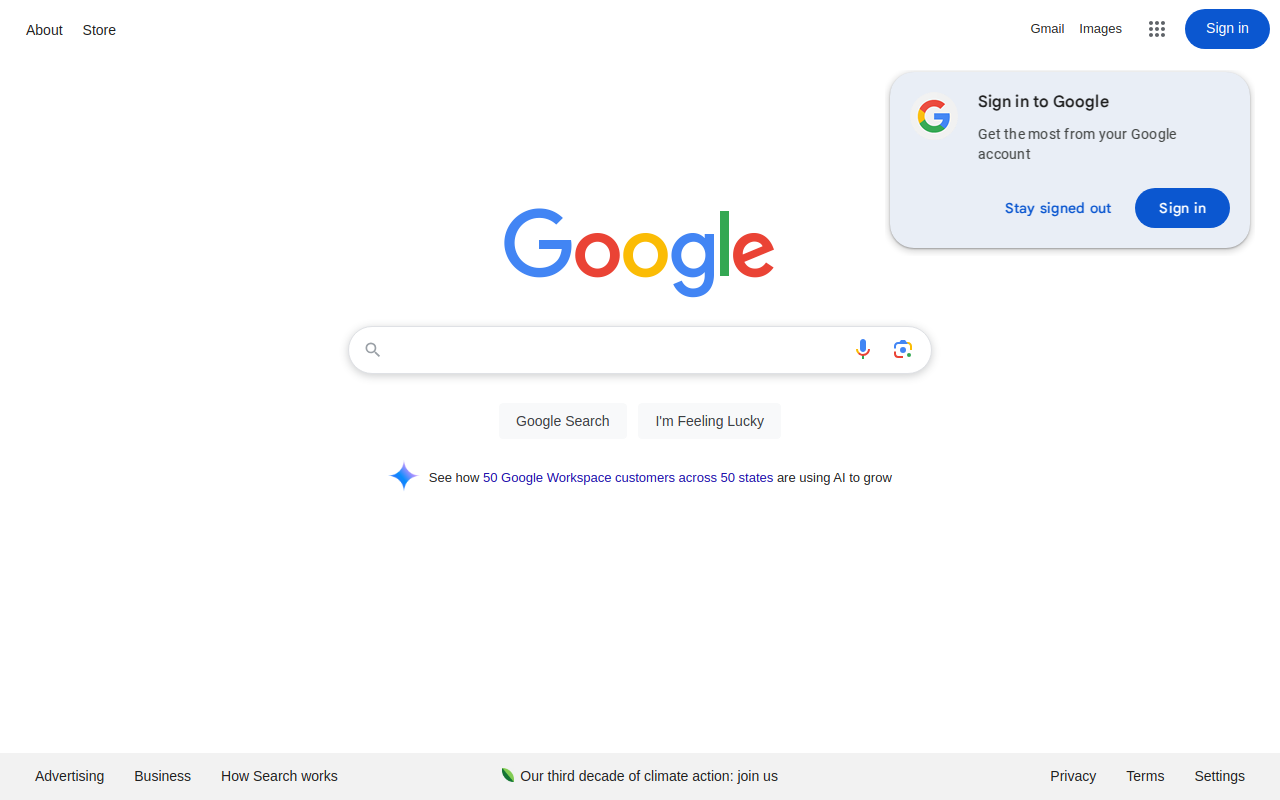 About Store Gmail Images Sign in
Sign in to Google
Get the most from your Google
account
Stay signed out Sign in
Google
Google Search I'm Feeling Lucky
See how 50 Google Workspace customers across 50 states are using AI to grow
Advertising Business How Search works Our third decade of climate action: join us Privacy Terms Settings